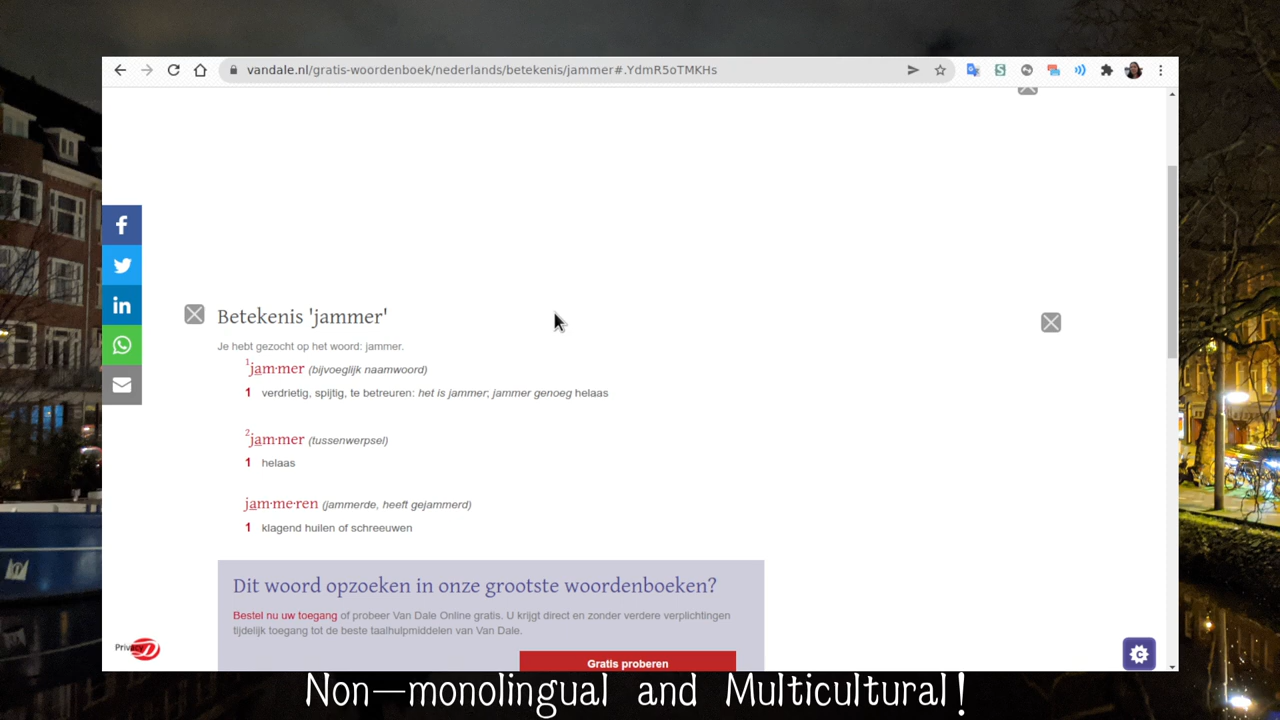 vandale.nl/gratis-woordenboek/nederlands/betekenis/jammer#.YdmR5oTMKHs
Betekenis 'jammer'
Je hebt gezocht op het woord: jammer.
1jam·mer (bijvoeglijk naamwoord)
1 verdrietig, spijtig, te betreuren: het is jammer; jammer genoeg helaas
2jam·mer (tussenwerpsel)
1 helaas
jam·me·ren (jammerde, heeft gejammerd)
1 klagend huilen of schreeuwen
Dit woord opzoeken in onze grootste woordenboeken?
Bestel nu uw toegang of probeer Van Dale Online gratis. U krijgt direct en zonder verdere verplichtingen
tijdelijk toegang tot de beste taalhulpmiddelen van Van Dale.
Gratis proberen
Privacy
Non-monolingual and Multicultural!